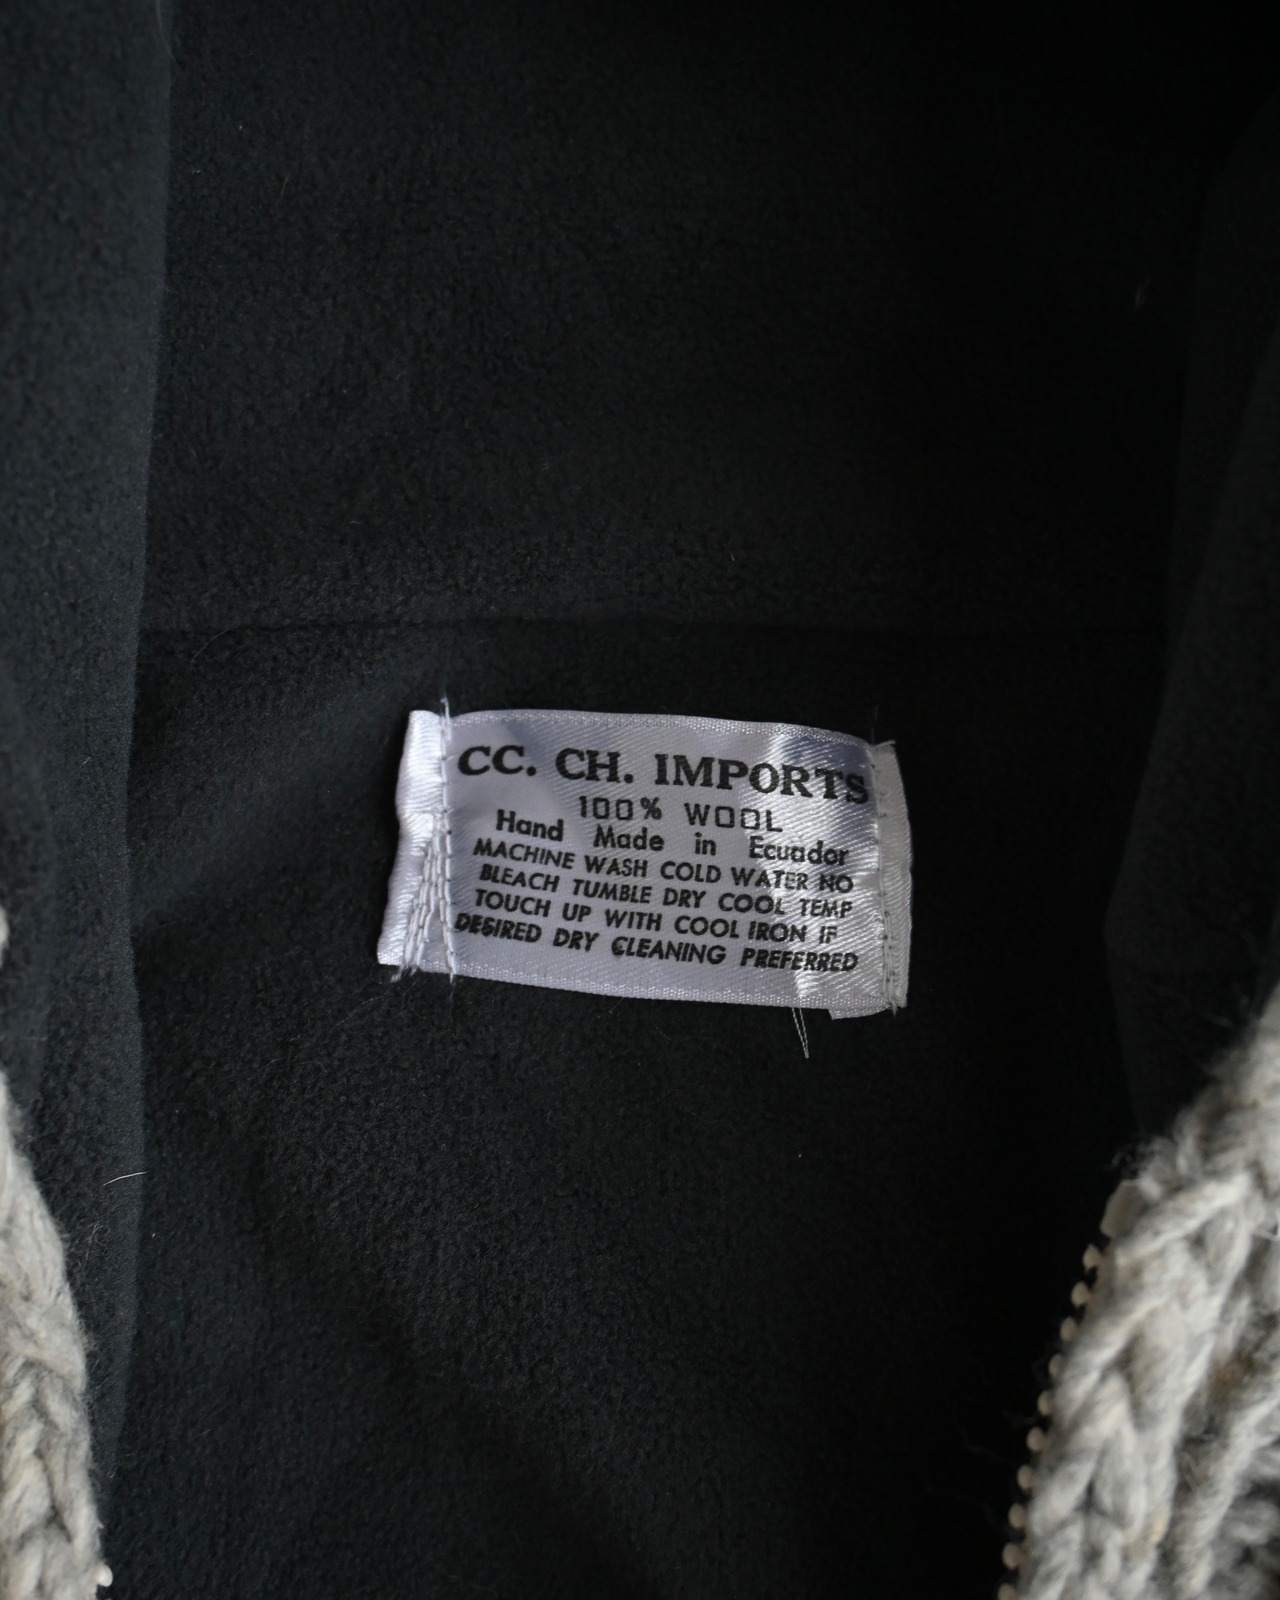 CC. CH. IMPORTS
100% WOOL
Hand Made in Ecuador
MACHINE WASH COLD WATER NO
BLEACH TUMBLE DRY COOL TEMP
TOUCH UP WITH COOL IRON IF
DESIRED DRY CLEANING PREFERRED